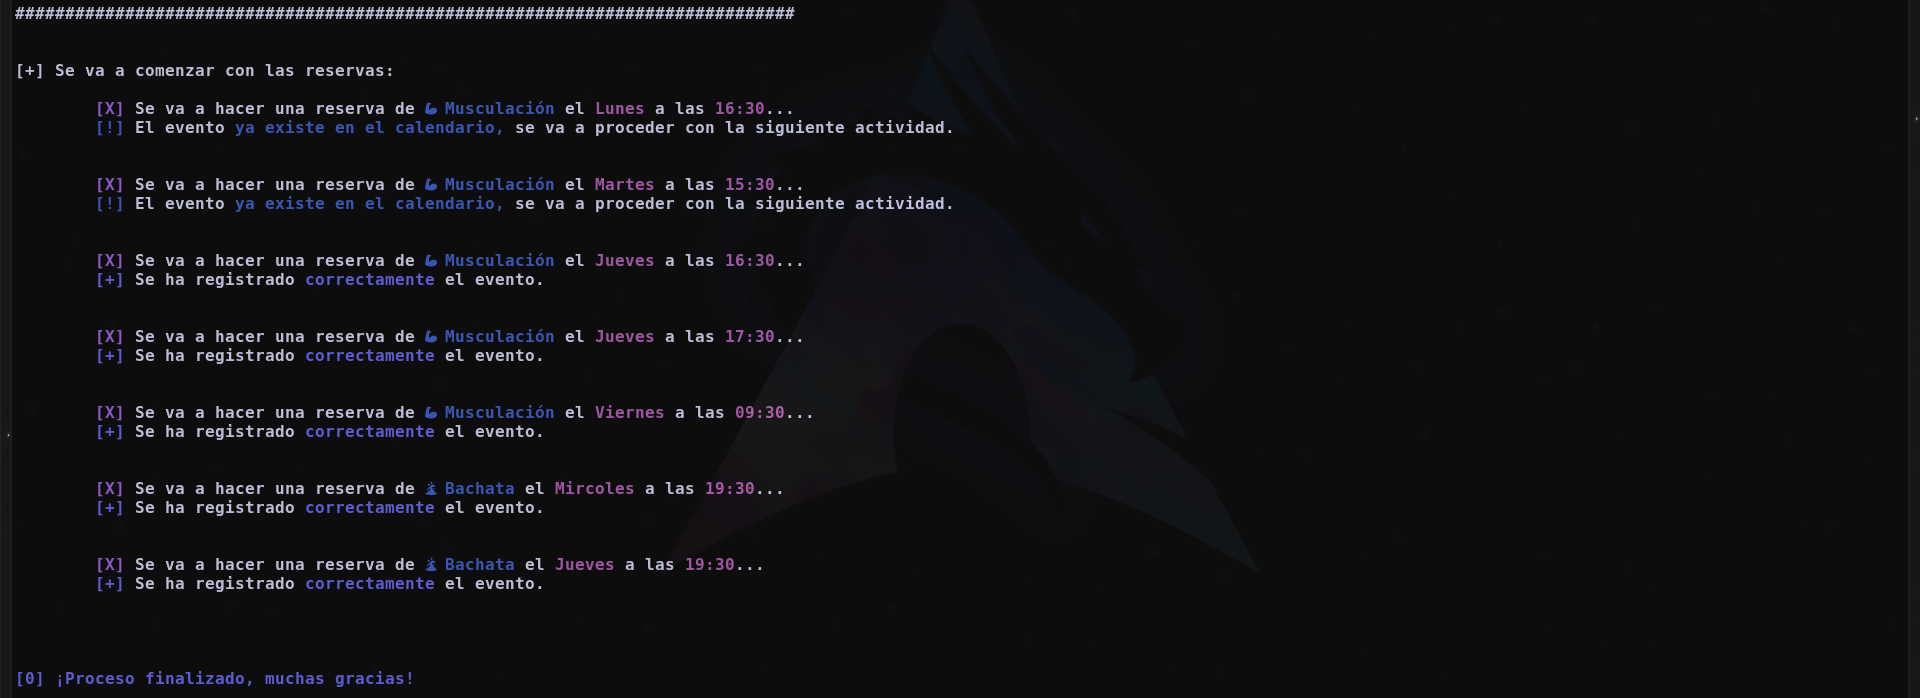 ##############################################################################
[+] Se va a comenzar con las reservas:
[X] Se va a hacer una reserva de 💪 Musculación el Lunes a las 16:30...
[!] El evento ya existe en el calendario, se va a proceder con la siguiente actividad.
[X] Se va a hacer una reserva de 💪 Musculación el Martes a las 15:30...
[!] El evento ya existe en el calendario, se va a proceder con la siguiente actividad.
[X] Se va a hacer una reserva de 💪 Musculación el Jueves a las 16:30...
[+] Se ha registrado correctamente el evento.
[X] Se va a hacer una reserva de 💪 Musculación el Jueves a las 17:30...
[+] Se ha registrado correctamente el evento.
[X] Se va a hacer una reserva de 💪 Musculación el Viernes a las 09:30...
[+] Se ha registrado correctamente el evento.
[X] Se va a hacer una reserva de 💃 Bachata el Mircoles a las 19:30...
[+] Se ha registrado correctamente el evento.
[X] Se va a hacer una reserva de 💃 Bachata el Jueves a las 19:30...
[+] Se ha registrado correctamente el evento.
[0] ¡Proceso finalizado, muchas gracias!